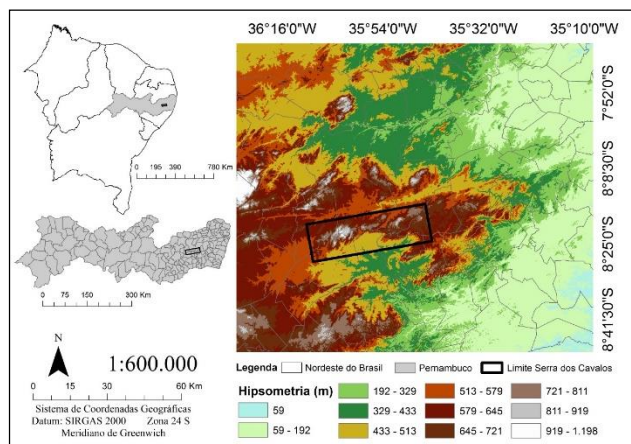 36°16'0"W 35°54'0"W 35°32'0"W 35°10'0"W
7°52'0"S
8°8'30"S
8°25'0"S
8°41'30"S
0 195 390 780 Km
0 75 150 300 Km
N
1:600.000
0 15 30 60 Km
Sistema de Coordenadas Geográficas
Datum: SIRGAS 2000 Zona 24 S
Meridiano de Greenwich
Legenda Nordeste do Brasil Pernambuco Limite Serra dos Cavalos
Hipsometria (m)
59
59 - 192
192 - 329
329 - 433
433 - 513
513 - 579
579 - 645
645 - 721
721 - 811
811 - 919
919 - 1.198